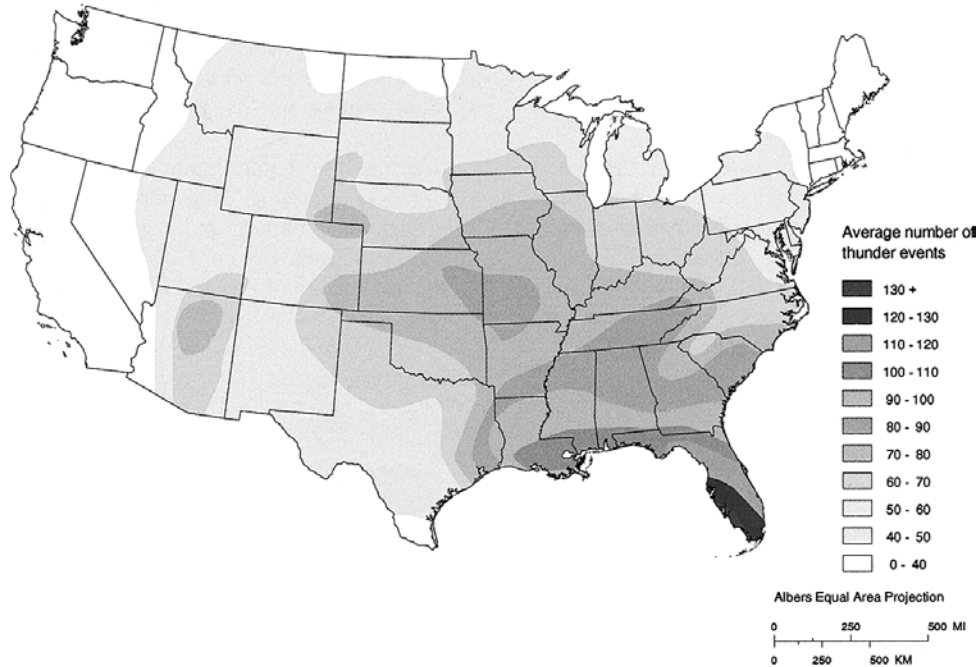 Average number of
thunder events
130 +
120 - 130
110 - 120
100 - 110
90 - 100
80 - 90
70 - 80
60 - 70
50 - 60
40 - 50
0 - 40
Albers Equal Area Projection
0 250 500 MI
0 250 500 KM